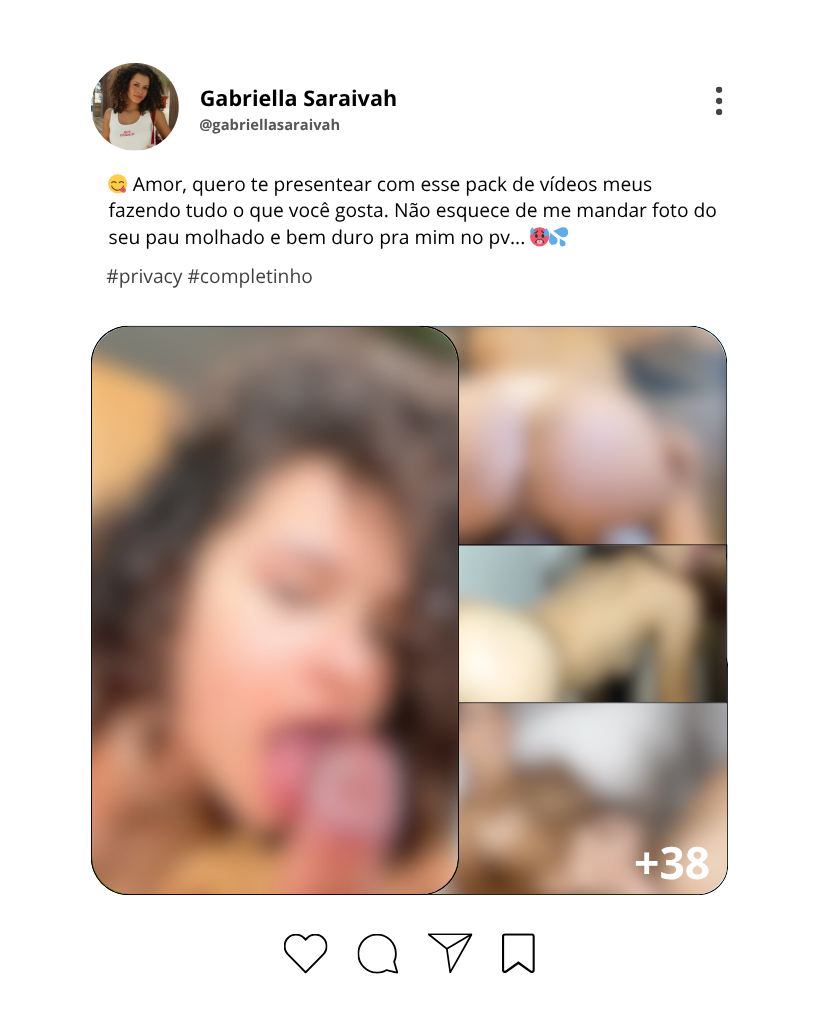 Gabriella Saraivah
@gabriellasaraivah
😋 Amor, quero te presentear com esse pack de vídeos meus
fazendo tudo o que você gosta. Não esquece de me mandar foto do
seu pau molhado e bem duro pra mim no pv... 🥵💦
#privacy #completinho
+38